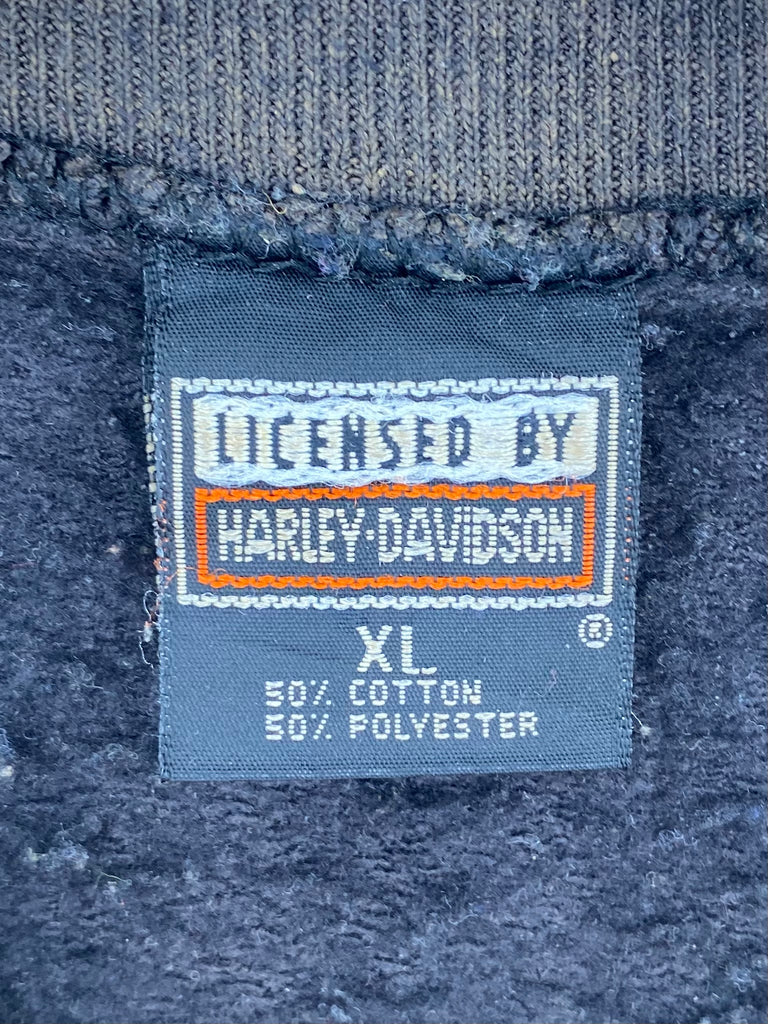 LICENSED BY
HARLEY-DAVIDSON
®
XL
50% COTTON
50% POLYESTER